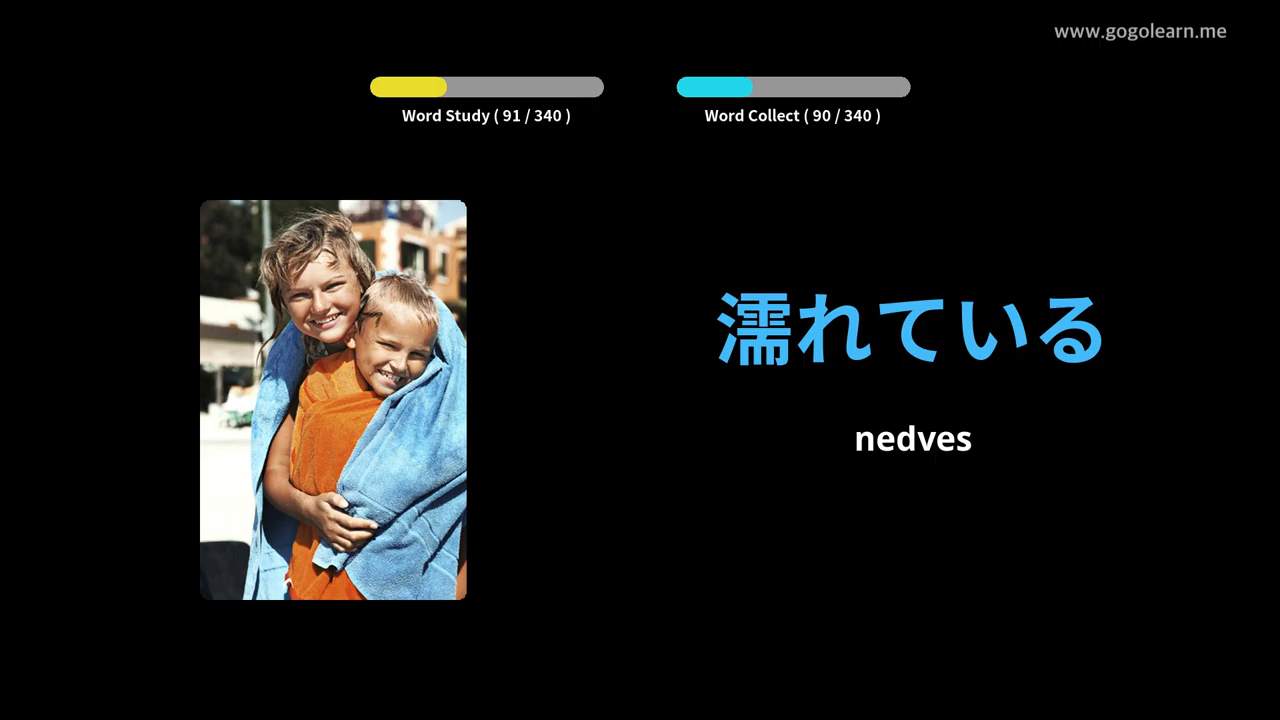 www.gogolearn.me
Word Study ( 91 / 340 )
Word Collect ( 90 / 340 )
濡れている
nedves